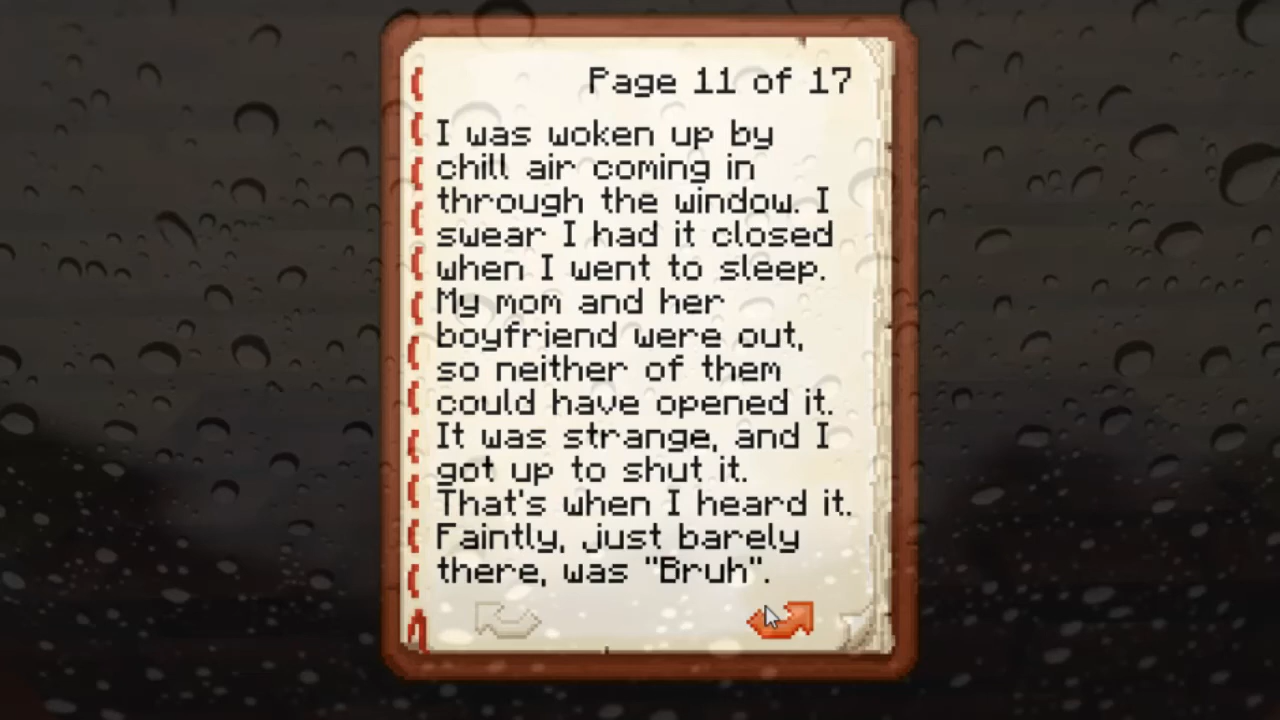 Page 11 of 17
I was woken up by
chill air coming in
through the window. I
swear I had it closed
when I went to sleep.
My mom and her
boyfriend were out,
so neither of them
could have opened it.
It was strange, and I
got up to shut it.
That's when I heard it.
Faintly, just barely
there, was "Bruh".